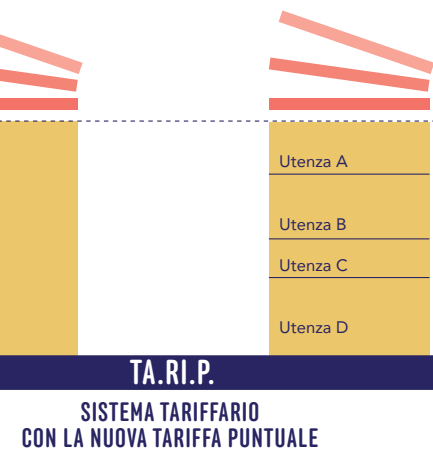 Utenza A
Utenza B
Utenza C
Utenza D
TA.RI.P.
SISTEMA TARIFFARIO
CON LA NUOVA TARIFFA PUNTUALE